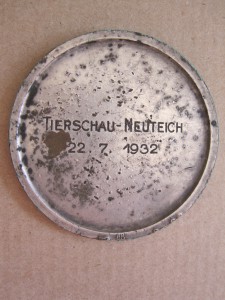 TIERSCHAU-NEUTEICH
22. 7. 1932